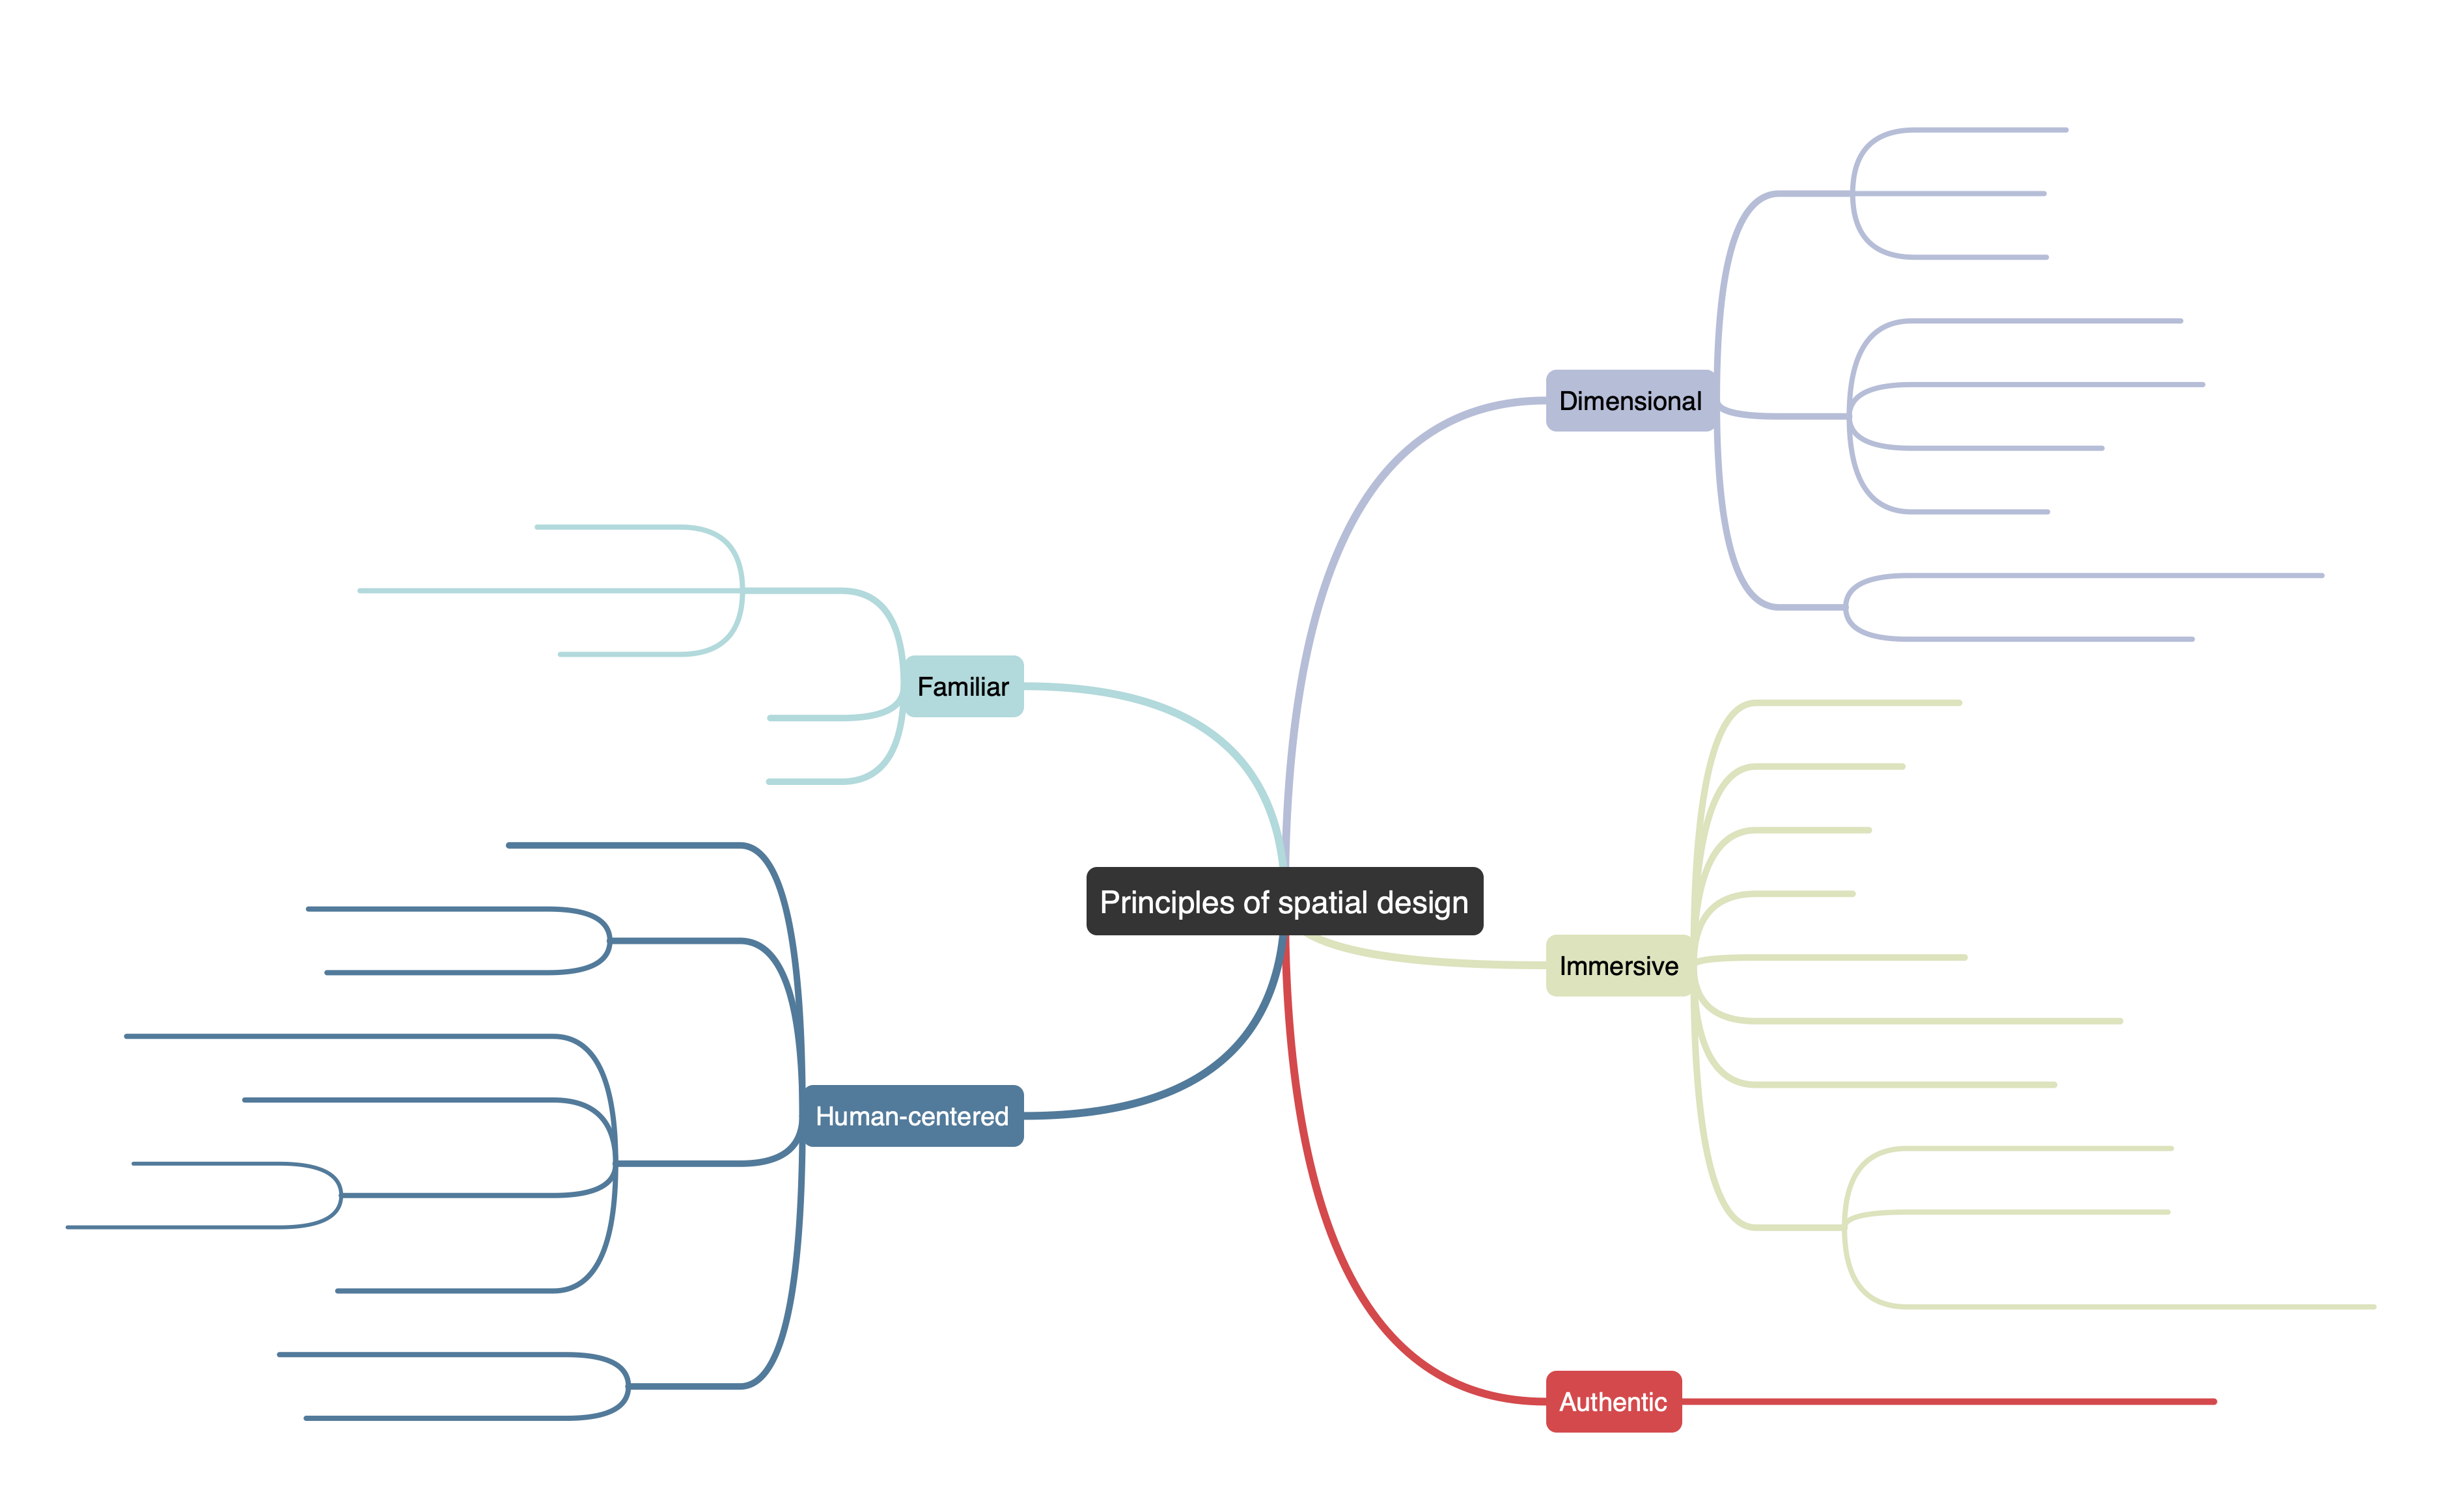 Dimensional
Familiar
Principles of spatial design
Immersive
Human-centered
Authentic